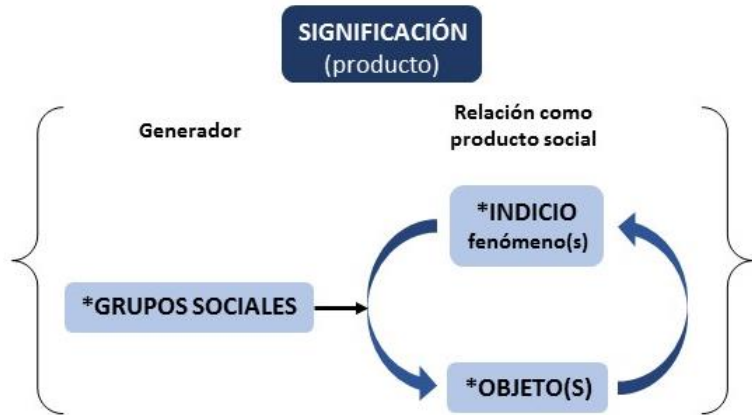 SIGNIFICACIÓN
(producto)
Generador
Relación como
producto social
*INDICIO
fenómeno(s)
*GRUPOS SOCIALES
*OBJETO(S)